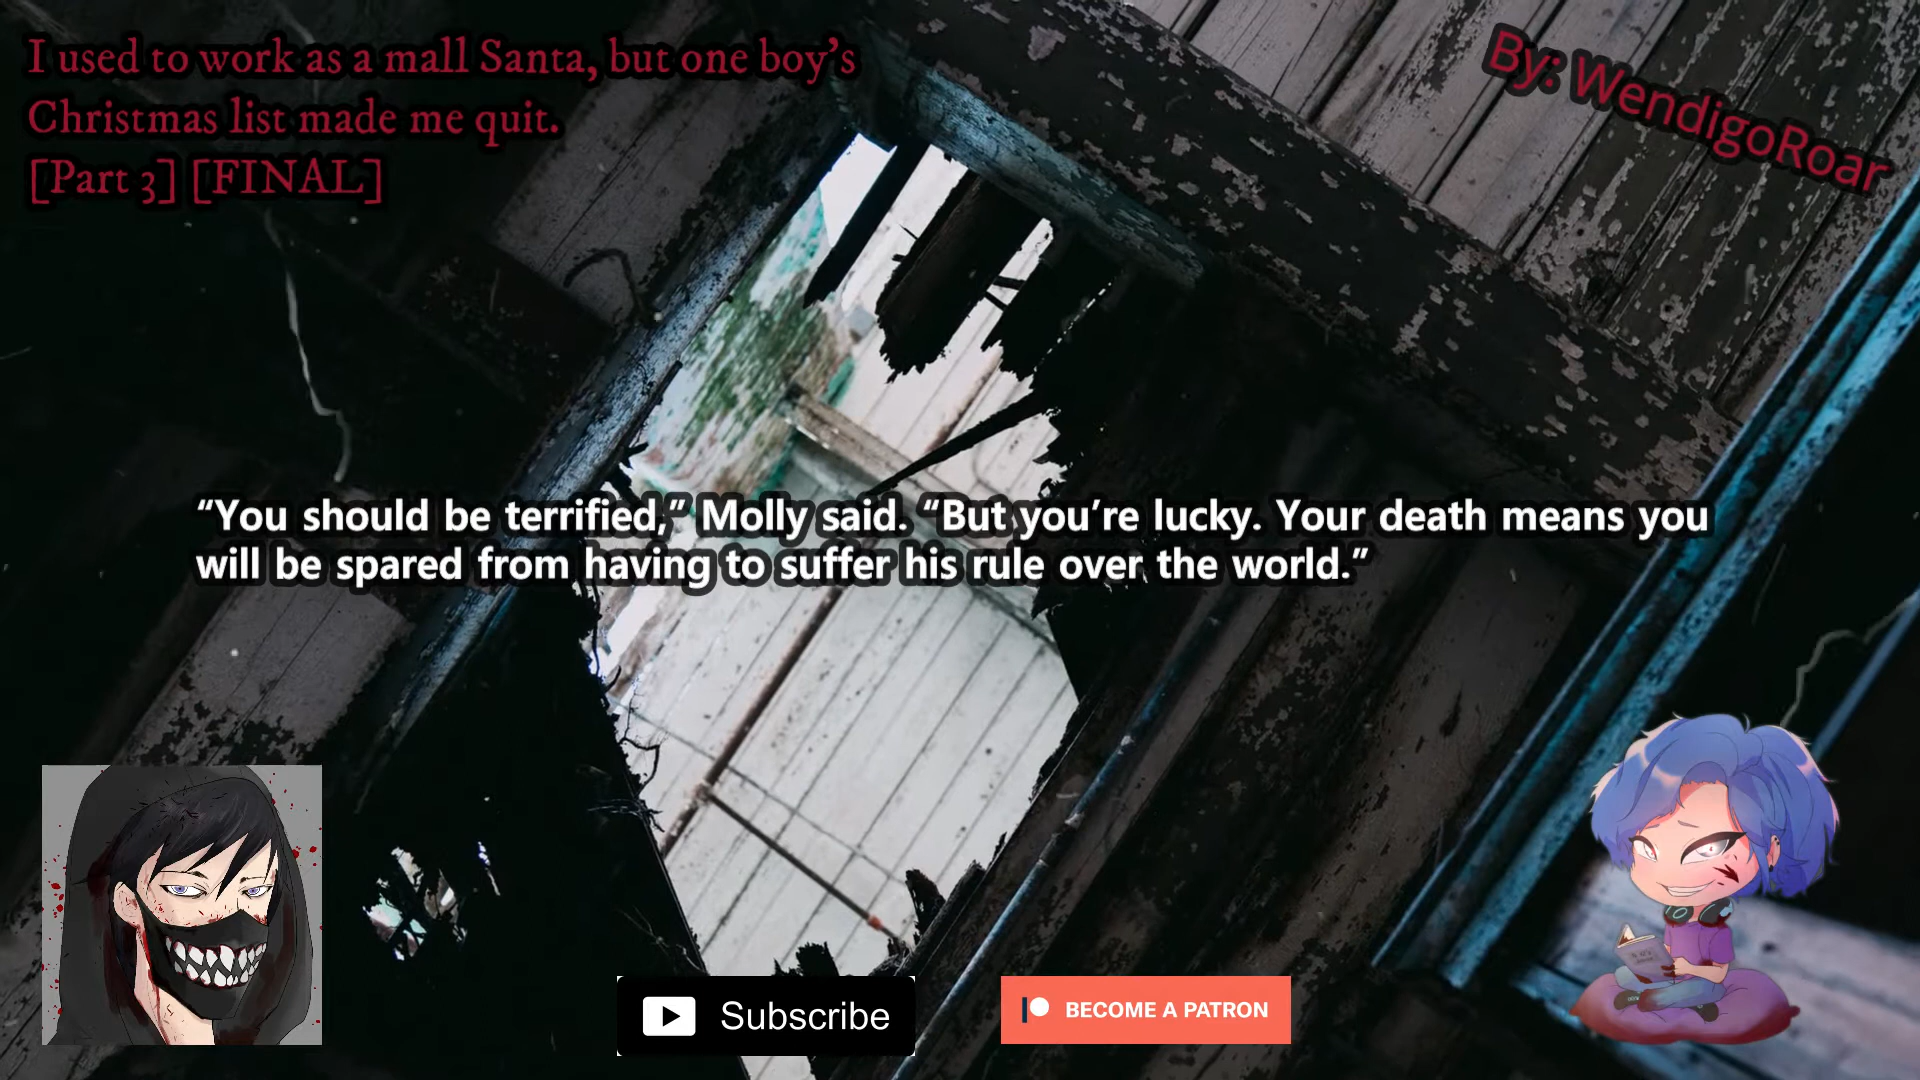 I used to work as a mall Santa, but one boy’s
Christmas list made me quit.
[Part 3] [FINAL]
By: WendigoRoar
“You should be terrified,” Molly said. “But you’re lucky. Your death means you
will be spared from having to suffer his rule over the world.”
Subscribe
BECOME A PATRON